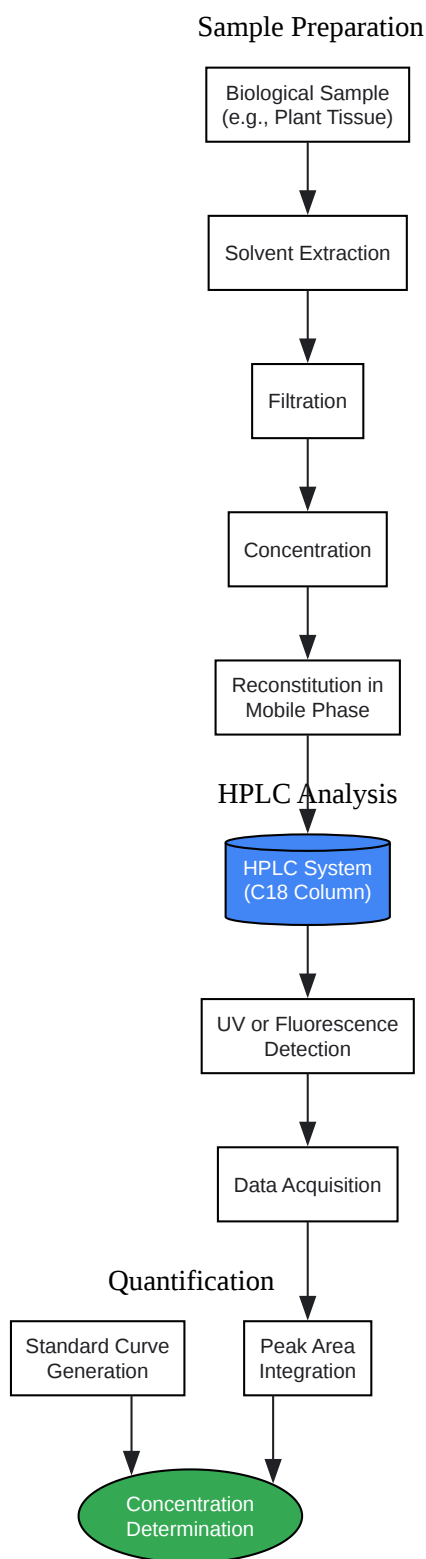 Sample Preparation
Biological Sample
(e.g., Plant Tissue)
Solvent Extraction
Filtration
Concentration
Reconstitution in
Mobile Phase
HPLC Analysis
HPLC System
(C18 Column)
UV or Fluorescence
Detection
Data Acquisition
Quantification
Standard Curve
Generation
Peak Area
Integration
Concentration
Determination